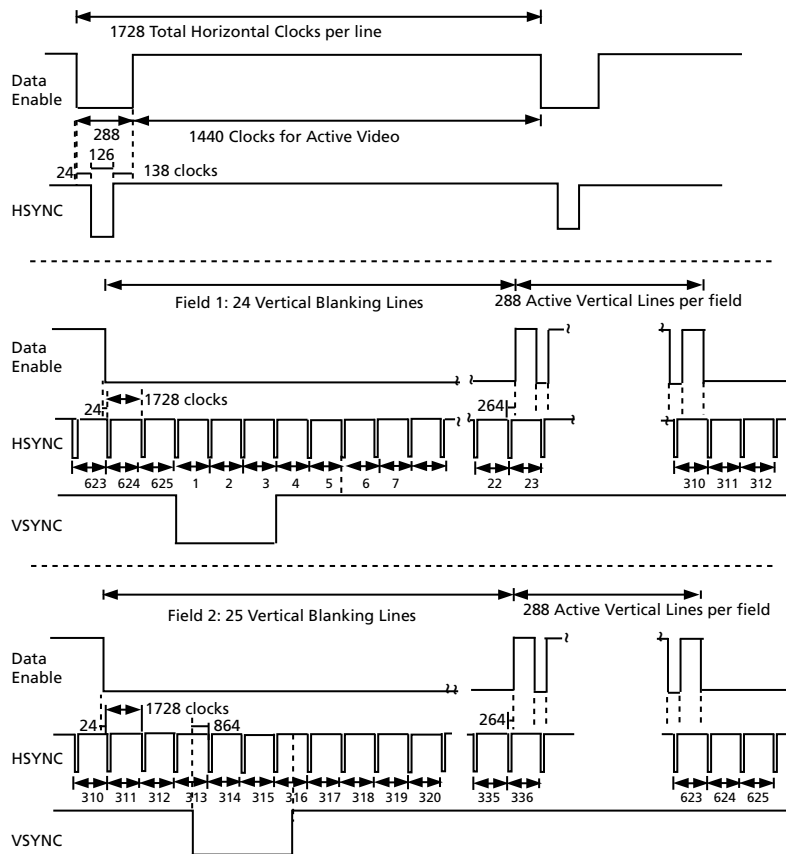 1728 Total Horizontal Clocks per line
Data
Enable
288
1440 Clocks for Active Video
126
24
138 clocks
HSYNC
Field 1: 24 Vertical Blanking Lines
288 Active Vertical Lines per field
Data
Enable
24
1728 clocks
264
HSYNC
623 624 625 1 2 3 4 5 6 7 22 23 310 311 312
VSYNC
Field 2: 25 Vertical Blanking Lines
288 Active Vertical Lines per field
Data
Enable
24
1728 clocks
864
264
HSYNC
310 311 312 313 314 315 316 317 318 319 320 335 336 623 624 625
VSYNC